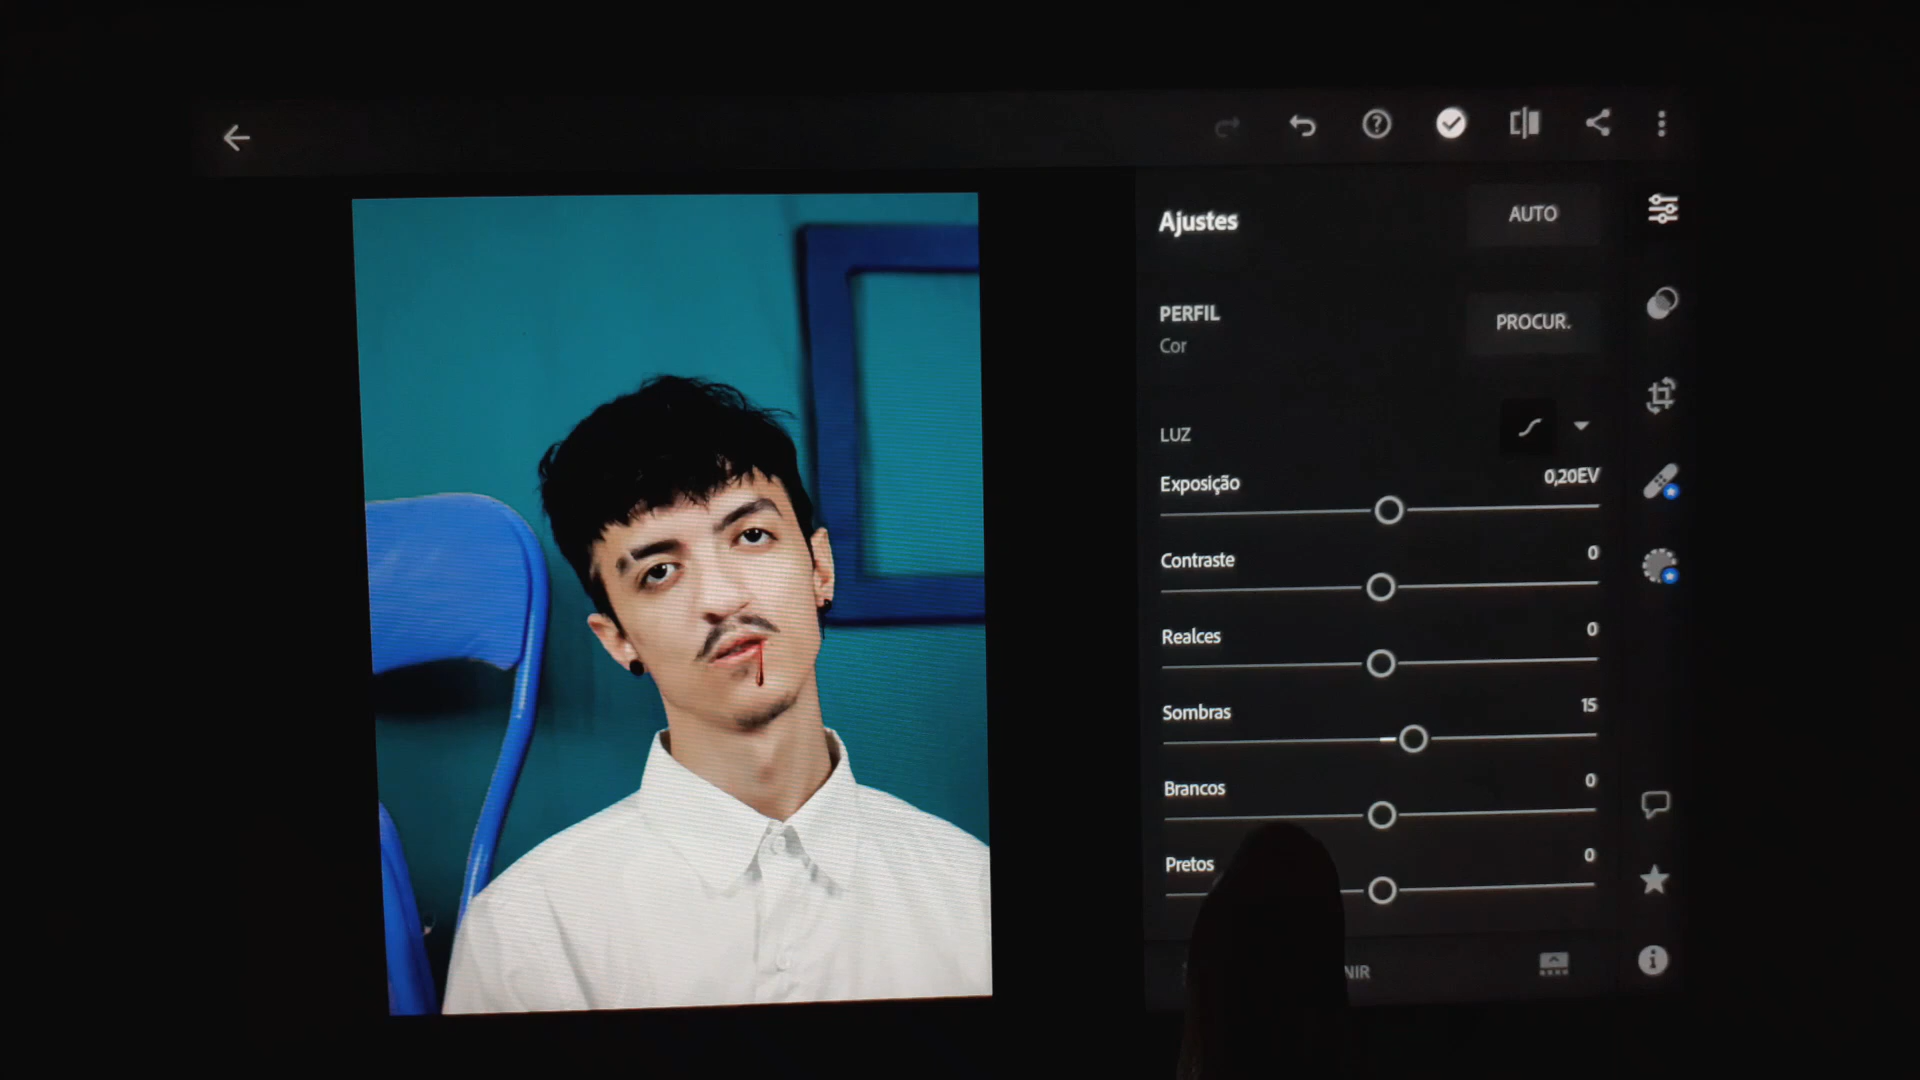 Ajustes
AUTO
PERFIL
PROCUR.
Cor
LUZ
Exposição
0,20EV
Contraste
0
Realces
0
Sombras
15
Brancos
0
Pretos
0